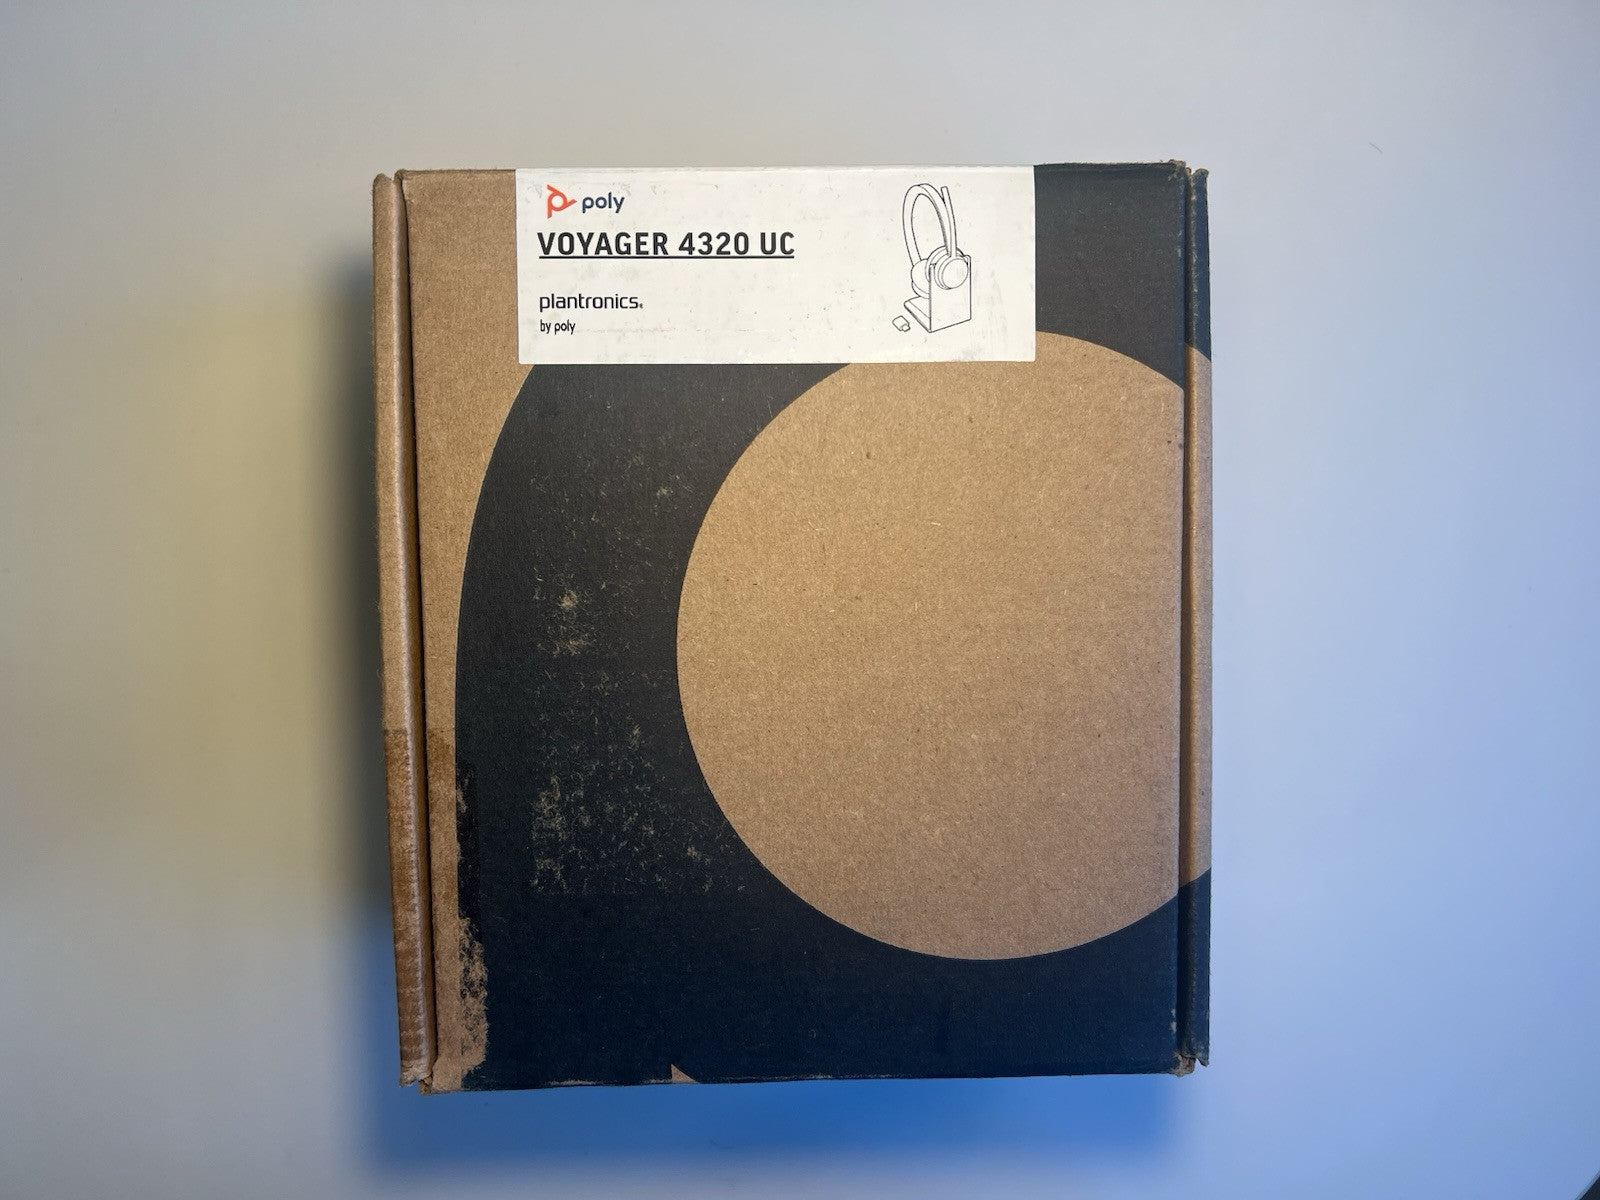 poly
VOYAGER 4320 UC
plantronics®
by poly